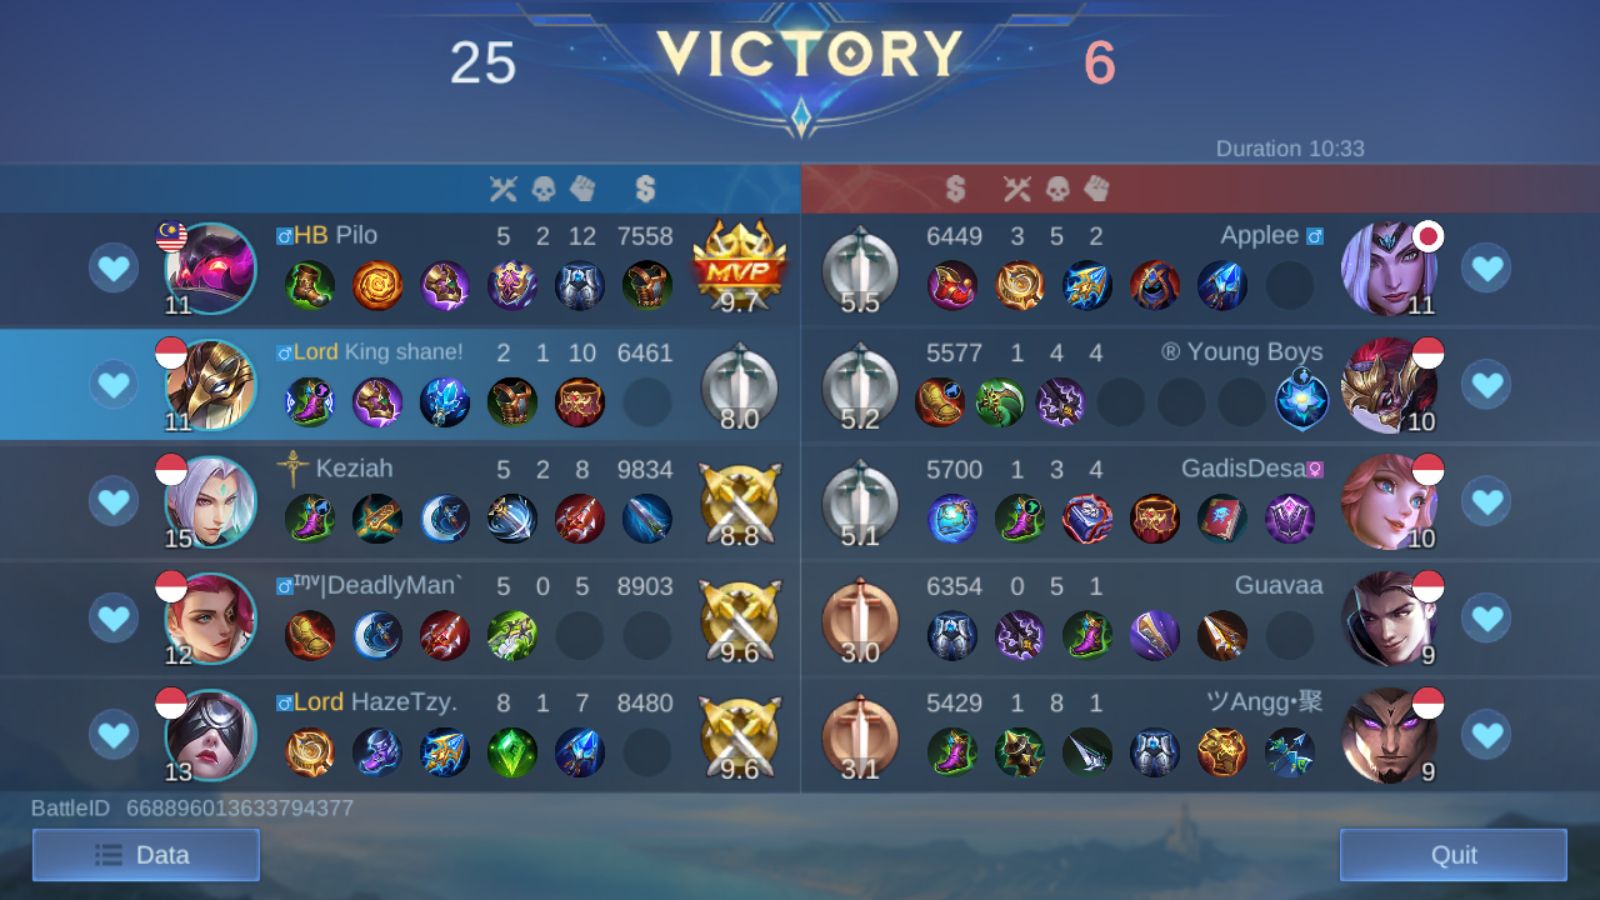 25 VICTORY 6
Duration 10:33
HB Pilo 5 2 12 7558 MVP 9.7
11
5.5 6449 3 5 2 Applee
11
Lord King shane! 2 1 10 6461 8.0
11
5.2 5577 1 4 4 ® Young Boys
10
Keziah 5 2 8 9834 8.8
15
5.1 5700 1 3 4 GadisDesa
10
ᴵᑎᵛ|DeadlyMan` 5 0 5 8903 9.6
12
3.0 6354 0 5 1 Guavaa
9
Lord HazeTzy. 8 1 7 8480 9.6
13
3.1 5429 1 8 1 ツAngg•聚
9
BattleID 668896013633794377
Data
Quit